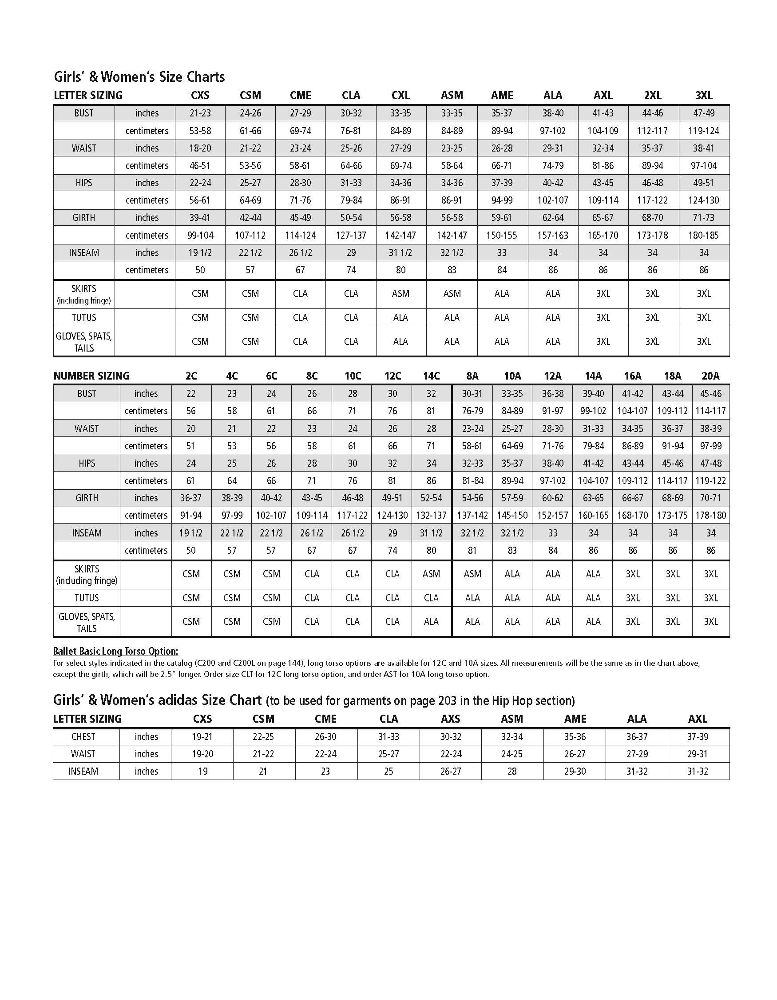 Girls’ & Women’s Size Charts
LETTER SIZING CXS CSM CME CLA CXL ASM AME ALA AXL 2XL 3XL
BUST inches 21-23 24-26 27-29 30-32 33-35 33-35 35-37 38-40 41-43 44-46 47-49
centimeters 53-58 61-66 69-74 76-81 84-89 84-89 89-94 97-102 104-109 112-117 119-124
WAIST inches 18-20 21-22 23-24 25-26 27-29 23-25 26-28 29-31 32-34 35-37 38-41
centimeters 46-51 53-56 58-61 64-66 69-74 58-64 66-71 74-79 81-86 89-94 97-104
HIPS inches 22-24 25-27 28-30 31-33 34-36 34-36 37-39 40-42 43-45 46-48 49-51
centimeters 56-61 64-69 71-76 79-84 86-91 86-91 94-99 102-107 109-114 117-122 124-130
GIRTH inches 39-41 42-44 45-49 50-54 56-58 56-58 59-61 62-64 65-67 68-70 71-73
centimeters 99-104 107-112 114-124 127-137 142-147 142-147 150-155 157-163 165-170 173-178 180-185
INSEAM inches 19 1/2 22 1/2 26 1/2 29 31 1/2 32 1/2 33 34 34 34 34
centimeters 50 57 67 74 80 83 84 86 86 86 86
SKIRTS
(including fringe) CSM CSM CLA CLA ASM ASM ALA ALA 3XL 3XL 3XL
TUTUS CSM CSM CLA CLA ALA ALA ALA ALA 3XL 3XL 3XL
GLOVES, SPATS,
TAILS CSM CSM CLA CLA ALA ALA ALA ALA 3XL 3XL 3XL
NUMBER SIZING 2C 4C 6C 8C 10C 12C 14C 8A 10A 12A 14A 16A 18A 20A
BUST inches 22 23 24 26 28 30 32 30-31 33-35 36-38 39-40 41-42 43-44 45-46
centimeters 56 58 61 66 71 76 81 76-79 84-89 91-97 99-102 104-107 109-112 114-117
WAIST inches 20 21 22 23 24 26 28 23-24 25-27 28-30 31-33 34-35 36-37 38-39
centimeters 51 53 56 58 61 66 71 58-61 64-69 71-76 79-84 86-89 91-94 97-99
HIPS inches 24 25 26 28 30 32 34 32-33 35-37 38-40 41-42 43-44 45-46 47-48
centimeters 61 64 66 71 76 81 86 81-84 89-94 97-102 104-107 109-112 114-117 119-122
GIRTH inches 36-37 38-39 40-42 43-45 46-48 49-51 52-54 54-56 57-59 60-62 63-65 66-67 68-69 70-71
centimeters 91-94 97-99 102-107 109-114 117-122 124-130 132-137 137-142 145-150 152-157 160-165 168-170 173-175 178-180
INSEAM inches 19 1/2 22 1/2 22 1/2 26 1/2 26 1/2 29 31 1/2 32 1/2 32 1/2 33 34 34 34 34
centimeters 50 57 57 67 67 74 80 81 83 84 86 86 86 86
SKIRTS
(including fringe) CSM CSM CSM CLA CLA CLA ASM ASM ALA ALA ALA 3XL 3XL 3XL
TUTUS CSM CSM CSM CLA CLA CLA CLA ALA ALA ALA ALA 3XL 3XL 3XL
GLOVES, SPATS,
TAILS CSM CSM CSM CLA CLA CLA ALA ALA ALA ALA ALA 3XL 3XL 3XL
Ballet Basic Long Torso Option:
For select styles indicated in the catalog (C200 and C200L on page 144), long torso options are available for 12C and 10A sizes. All measurements will be the same as in the chart above,
except the girth, which will be 2.5” longer. Order size CLT for 12C long torso option, and order AST for 10A long torso option.
Girls’ & Women’s adidas Size Chart (to be used for garments on page 203 in the Hip Hop section)
LETTER SIZING CXS CSM CME CLA AXS ASM AME ALA AXL
CHEST inches 19-21 22-25 26-30 31-33 30-32 32-34 35-36 36-37 37-39
WAIST inches 19-20 21-22 22-24 25-27 22-24 24-25 26-27 27-29 29-31
INSEAM inches 19 21 23 25 26-27 28 29-30 31-32 31-32